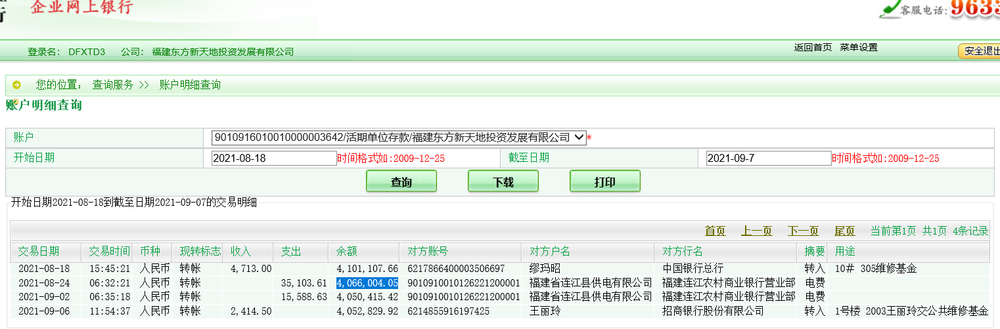 行 企业网上银行 客服电话:9633
登录名： DFXTD3 公司： 福建东方新天地投资发展有限公司 返回首页 菜单设置 安全退出
您的位置： 查询服务 >> 账户明细查询
账户明细查询
账户 9010916010010000003642/活期单位存款/福建东方新天地投资发展有限公司 *
开始日期 2021-08-18 时间格式如:2009-12-25 截至日期 2021-09-7 时间格式如:2009-12-25
查询 下载 打印
开始日期2021-08-18到截至日期2021-09-07的交易明细
首页 上一页 下一页 尾页 当前第1页 共1页 4条记录
交易日期 交易时间 币种 现转标志 收入 支出 余额 对方账号 对方户名 对方行名 摘要 用途
2021-08-18 15:45:21 人民币 转帐 4,713.00 4,101,107.66 6217866400003506697 缪玛昭 中国银行总行 转入 10# 305维修基金
2021-08-24 06:32:21 人民币 转帐 35,103.61 4,066,004.05 9010910010126221200001 福建省连江县供电有限公司 福建连江农村商业银行营业部 电费
2021-09-02 06:35:18 人民币 转帐 15,588.63 4,050,415.42 9010910010126221200001 福建省连江县供电有限公司 福建连江农村商业银行营业部 电费
2021-09-06 11:54:37 人民币 转帐 2,414.50 4,052,829.92 6214855916197425 王丽玲 招商银行股份有限公司 转入 1号楼 2003王丽玲交公共维修基金